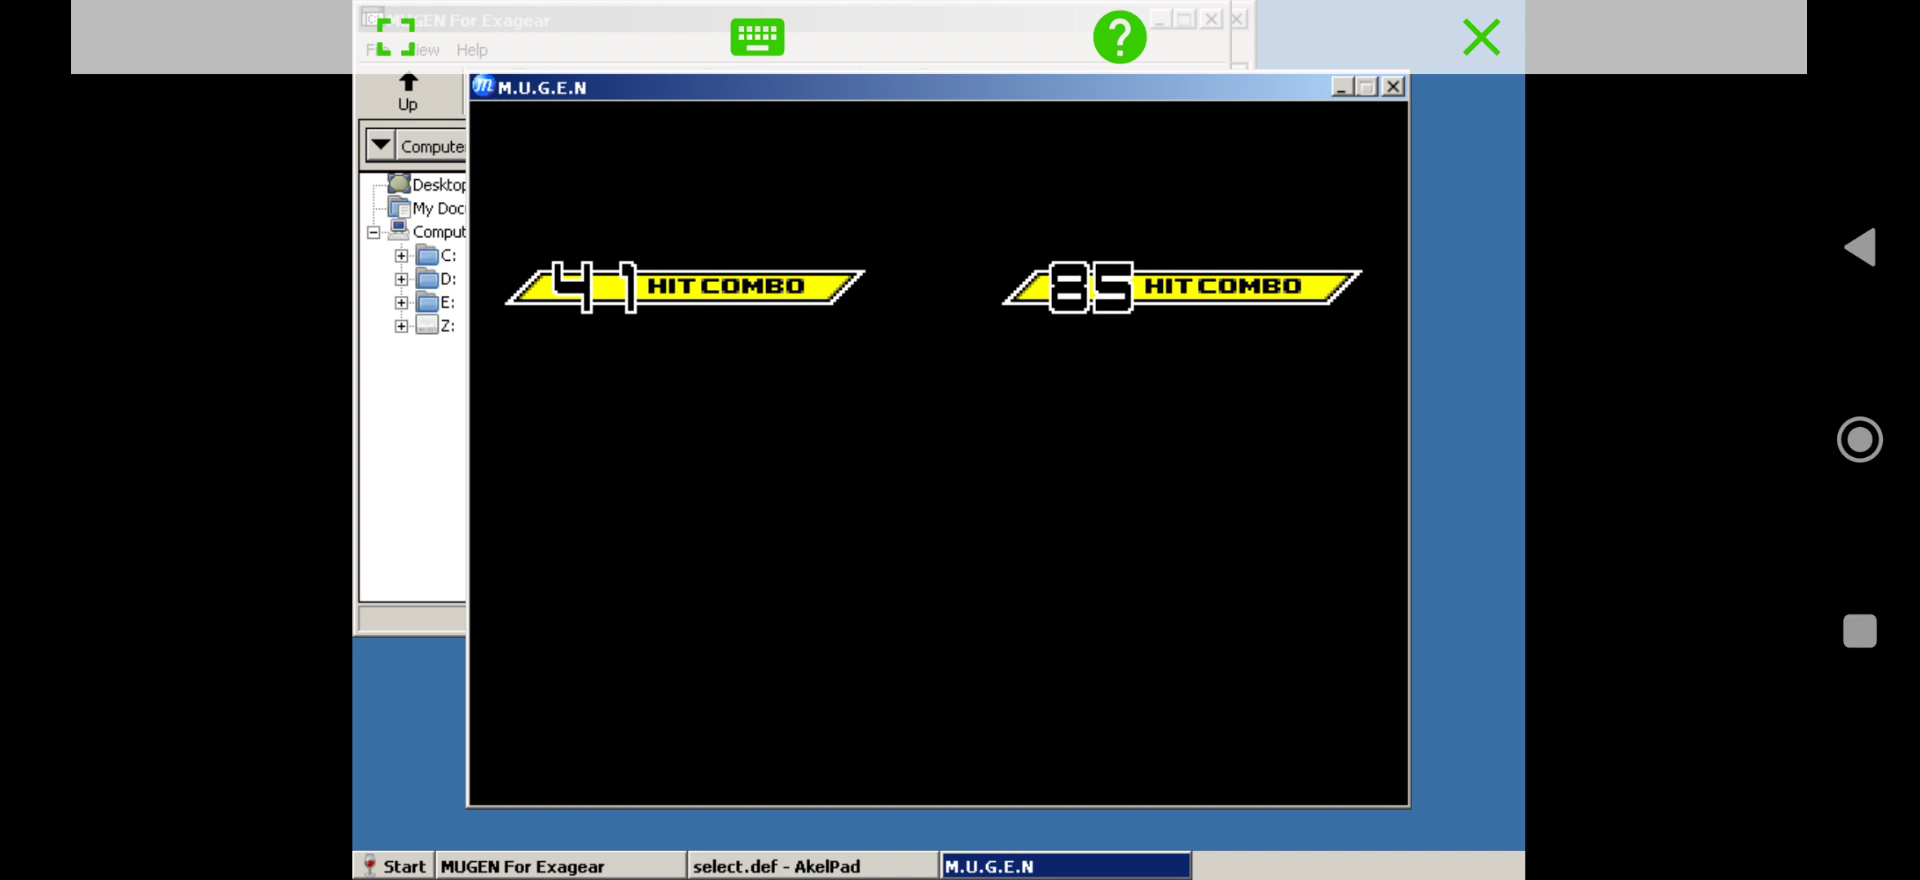 MUGEN For Exagear
File View Help
Up
M.U.G.E.N
Compute
Desktop
My Doc
Comput
C:
D:
E:
Z:
41 HIT COMBO
85 HIT COMBO
Start
MUGEN For Exagear
select.def - AkelPad
M.U.G.E.N